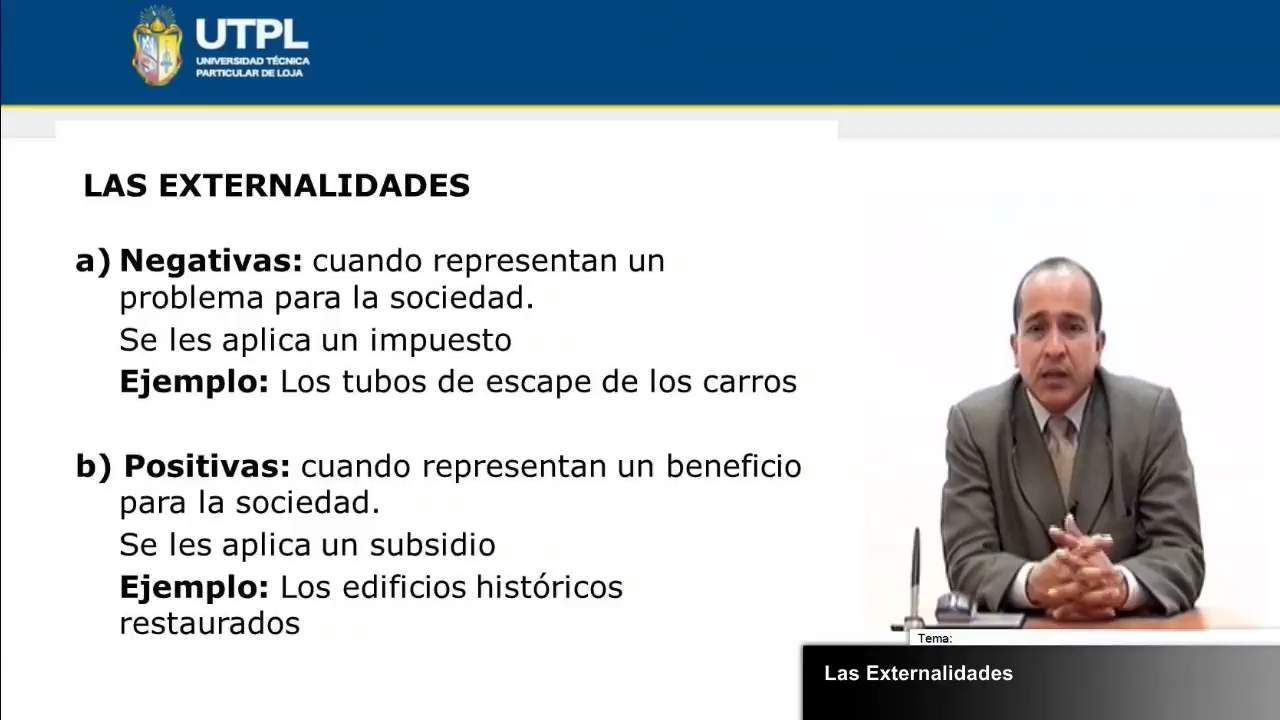 UTPL
UNIVERSIDAD TÉCNICA
PARTICULAR DE LOJA
LAS EXTERNALIDADES
a) Negativas: cuando representan un
problema para la sociedad.
Se les aplica un impuesto
Ejemplo: Los tubos de escape de los carros
b) Positivas: cuando representan un beneficio
para la sociedad.
Se les aplica un subsidio
Ejemplo: Los edificios históricos
restaurados
Tema:
Las Externalidades